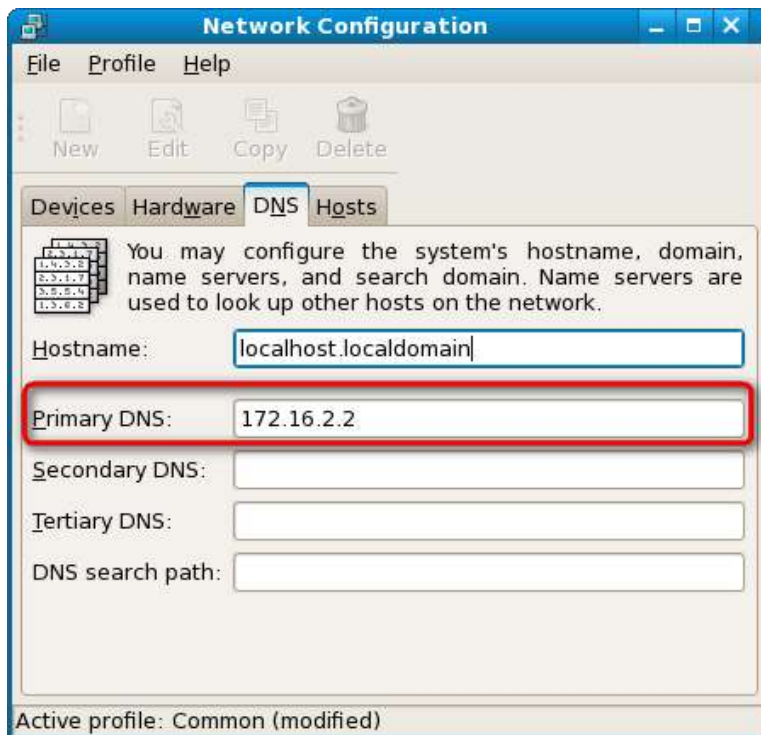 Network Configuration
File Profile Help
New Edit Copy Delete
Devices Hardware DNS Hosts
You may configure the system's hostname, domain,
name servers, and search domain. Name servers are
used to look up other hosts on the network.
Hostname: localhost.localdomain
Primary DNS: 172.16.2.2
Secondary DNS:
Tertiary DNS:
DNS search path:
Active profile: Common (modified)